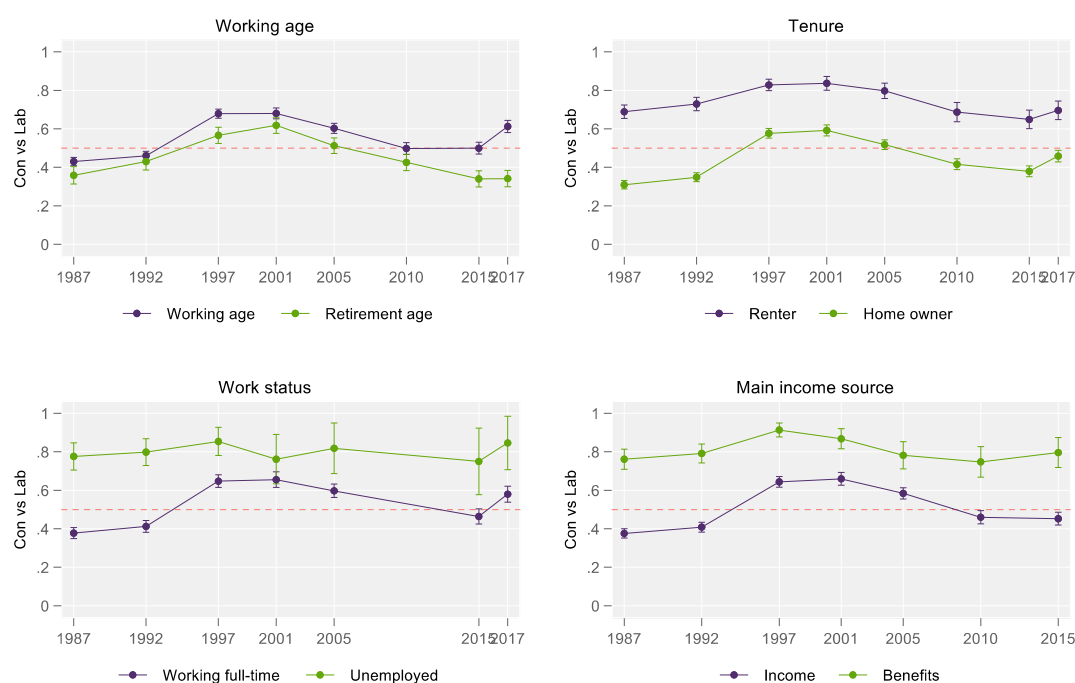 Working age
Con vs Lab
1
.8
.6
.4
.2
0
1987 1992 1997 2001 2005 2010 2015 2017
Working age Retirement age
Tenure
Con vs Lab
1
.8
.6
.4
.2
0
1987 1992 1997 2001 2005 2010 2015 2017
Renter Home owner
Work status
Con vs Lab
1
.8
.6
.4
.2
0
1987 1992 1997 2001 2005 2015 2017
Working full-time Unemployed
Main income source
Con vs Lab
1
.8
.6
.4
.2
0
1987 1992 1997 2001 2005 2010 2015
Income Benefits